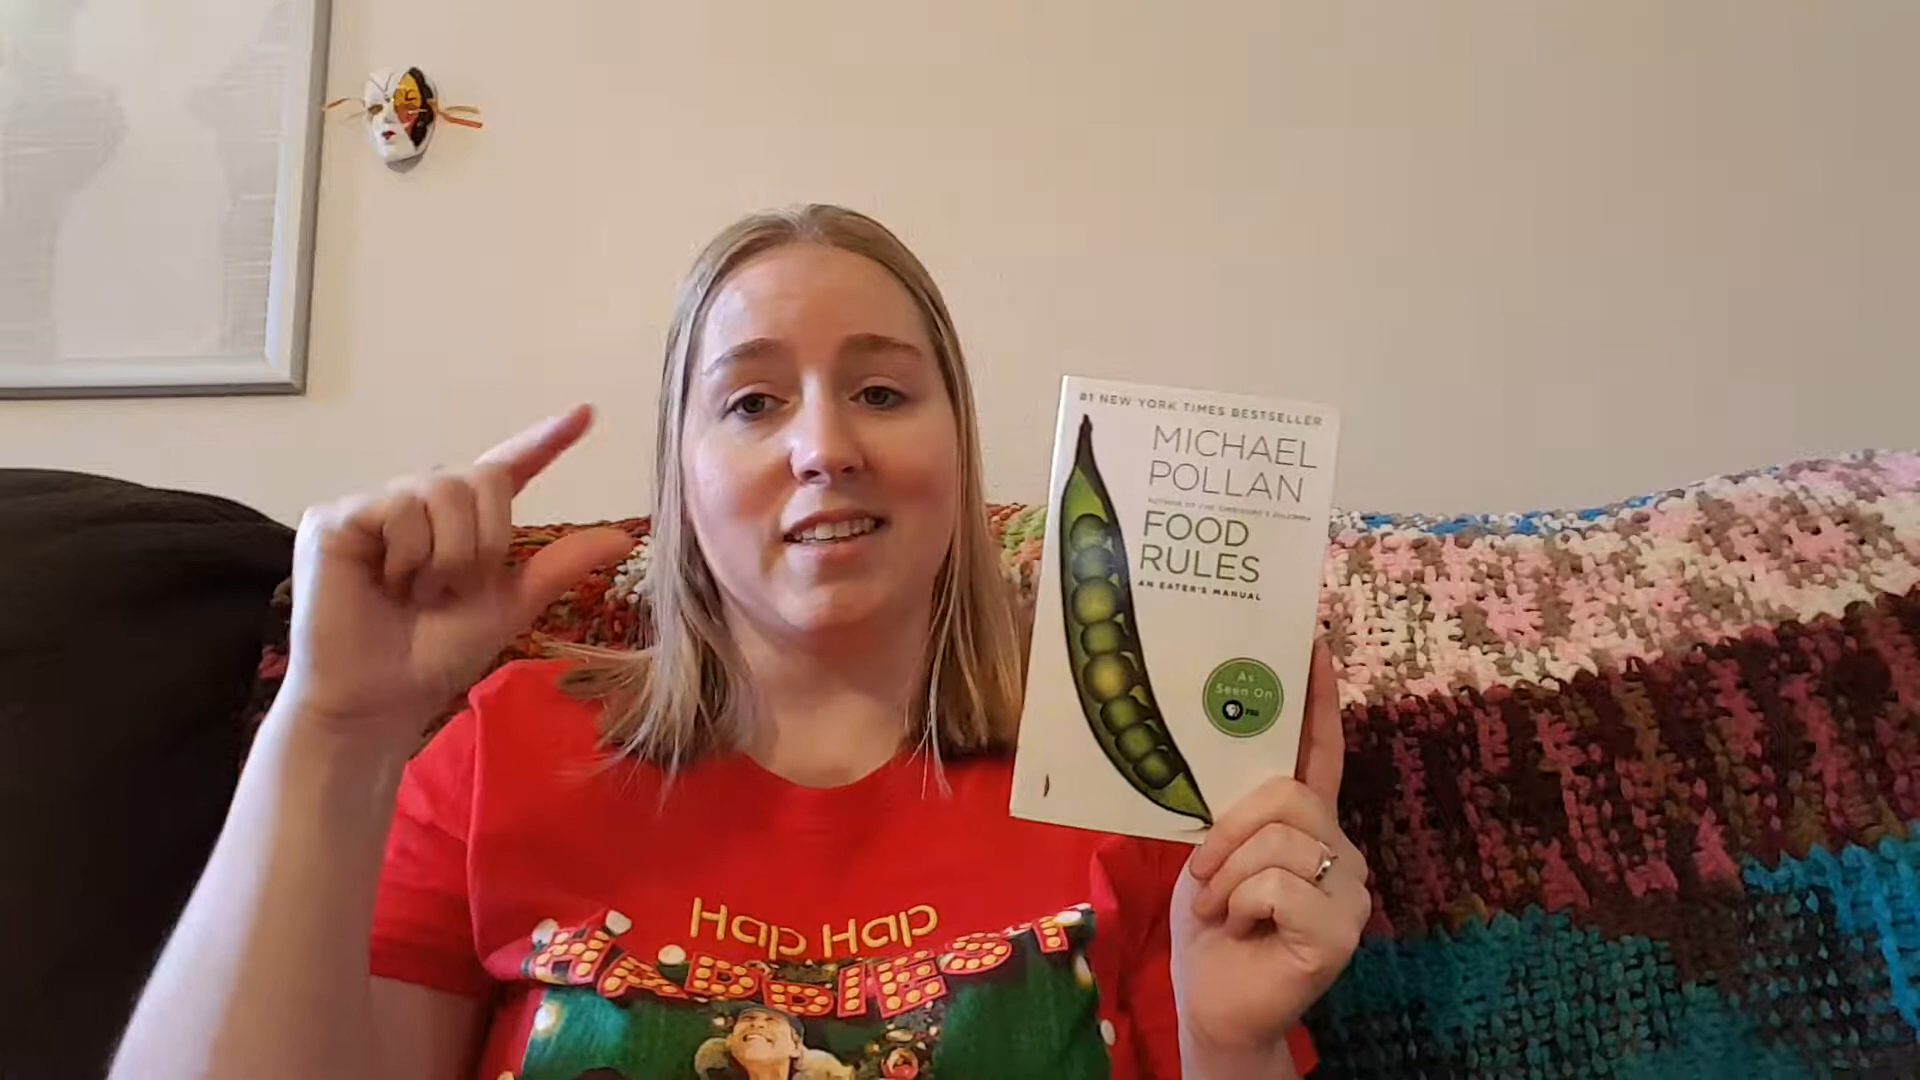 #1 NEW YORK TIMES BESTSELLER
MICHAEL
POLLAN
AUTHOR OF THE OMNIVORE'S DILEMMA
FOOD
RULES
AN EATER'S MANUAL
As
Seen On
PBS
Hap, Hap
HAPPIEST